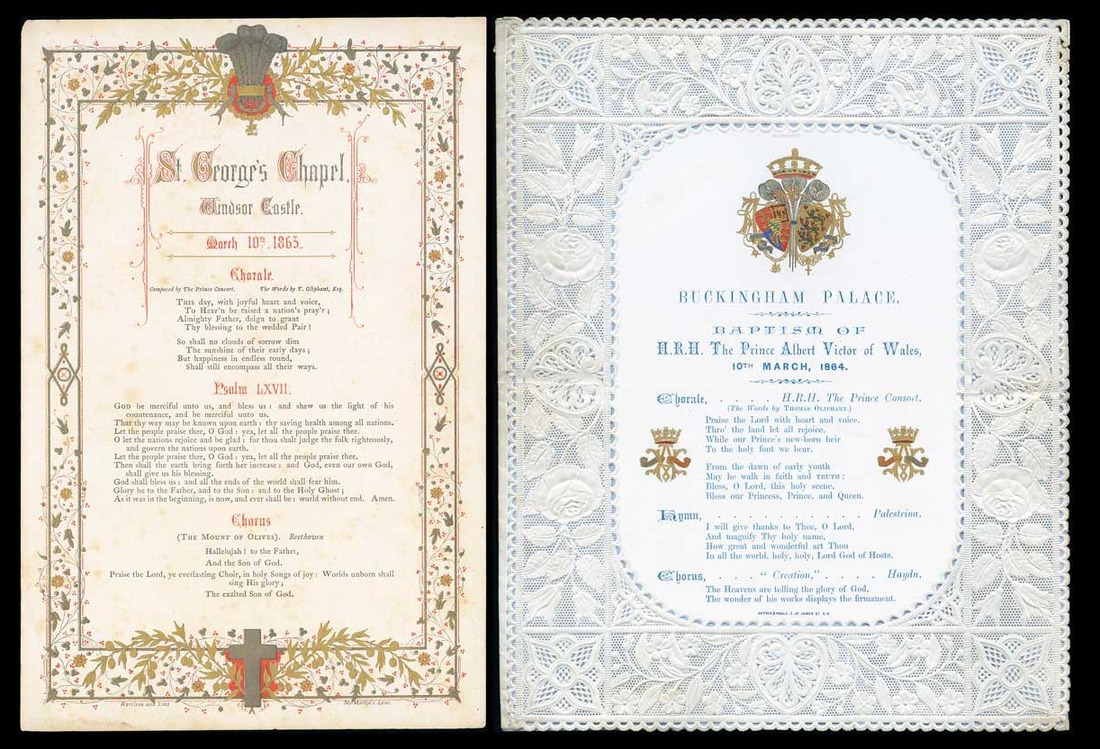 St. George's Chapel,
Windsor Castle.
March 10th, 1863.
Chorale.
Composed by The Prince Consort. The Words by T. Oliphant, Esq.
THIS day, with joyful heart and voice,
To Heav'n be raised a nation's pray'r;
Almighty Father, deign to grant
Thy blessing to the wedded Pair!
So shall no clouds of sorrow dim
The sunshine of their early days;
But happiness in endless round,
Shall still encompass all their ways.
Psalm LXVII.
GOD be merciful unto us, and bless us: and shew us the light of his
countenance, and be merciful unto us.
That thy way may be known upon earth: thy saving health among all nations.
Let the people praise thee, O God: yea, let all the people praise thee.
O let the nations rejoice and be glad: for thou shalt judge the folk righteously,
and govern the nations upon earth.
Let the people praise thee, O God: yea, let all the people praise thee.
Then shall the earth bring forth her increase: and God, even our own God,
shall give us his blessing.
God shall bless us: and all the ends of the world shall fear him.
Glory be to the Father, and to the Son: and to the Holy Ghost;
As it was in the beginning, is now, and ever shall be: world without end. Amen.
Chorus
(THE MOUNT OF OLIVES). Beethoven
Hallelujah! to the Father,
And the Son of God.
Praise the Lord, ye everlasting Choir, in holy Songs of joy: Worlds unborn shall
sing His glory;
The exalted Son of God.
Harrison and Sons St. Martin's Lane.
BUCKINGHAM PALACE.
BAPTISM OF
H.R.H. The Prince Albert Victor of Wales,
10TH MARCH, 1864.
Chorale, . . . . H.R.H. The Prince Consort.
(The Words by THOMAS OLIPHANT.)
Praise the Lord with heart and voice,
Thro' the land let all rejoice,
While our Prince's new-born heir
To the holy font we bear.
From the dawn of early youth
May he walk in faith and TRUTH;
Bless, O Lord, this holy scene,
Bless our Princess, Prince, and Queen.
Hymn, . . . . . . . . . . . . Palestrina.
I will give thanks to Thee, O Lord,
And magnify Thy holy name,
How great and wonderful art Thou
In all the world, holy, holy, Lord God of Hosts.
Chorus, . . . . "Creation," . . . . Haydn.
The Heavens are telling the glory of God,
The wonder of his works displays the firmament.